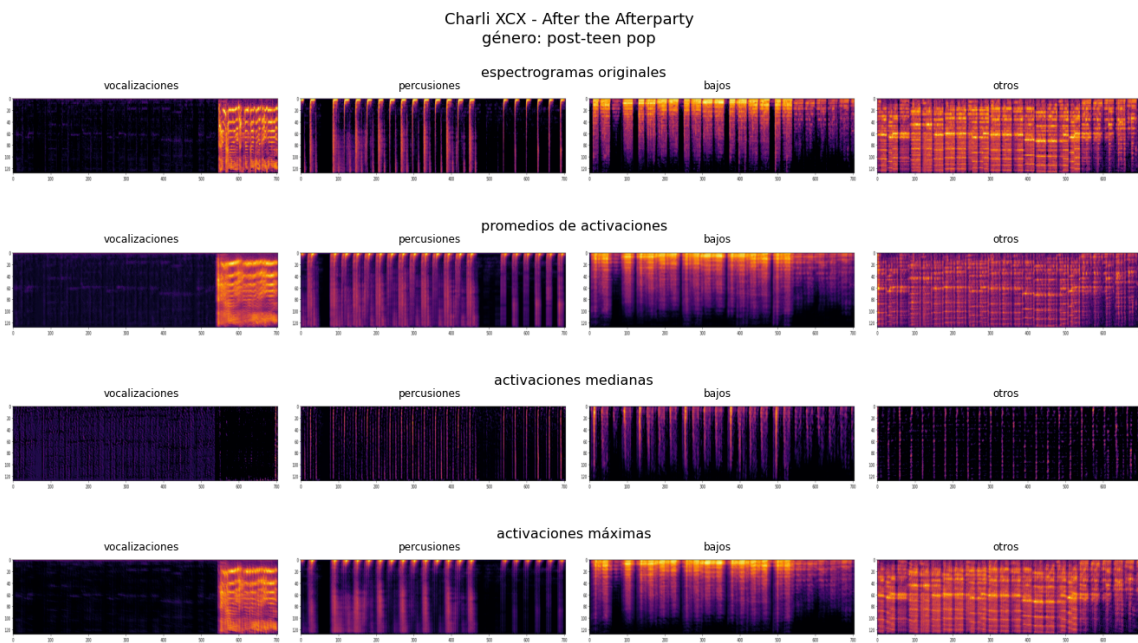 Charli XCX - After the Afterparty
género: post-teen pop
espectrogramas originales
vocalizaciones percusiones bajos otros
promedios de activaciones
vocalizaciones percusiones bajos otros
activaciones medianas
vocalizaciones percusiones bajos otros
activaciones máximas
vocalizaciones percusiones bajos otros